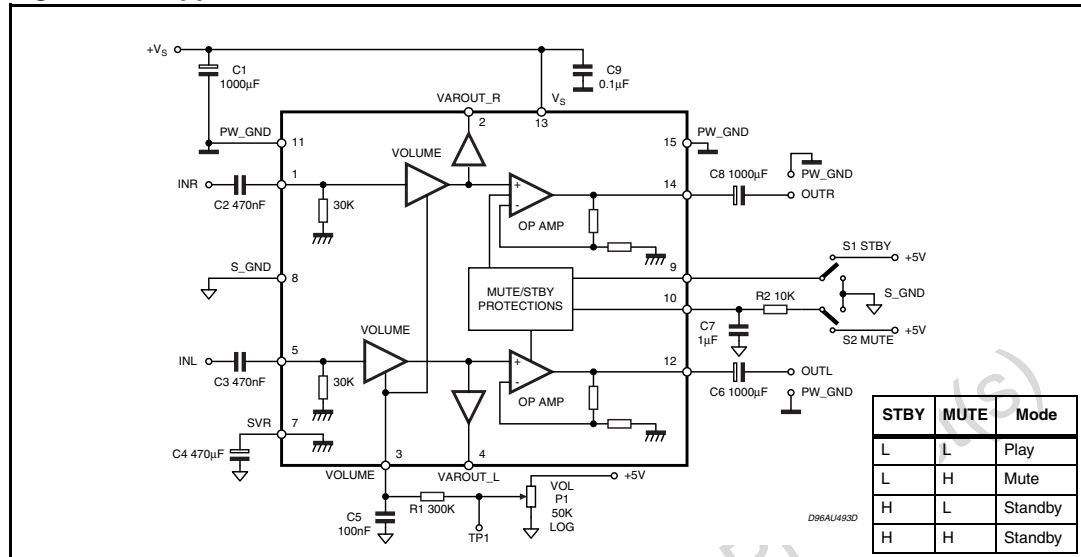 +VS
C1
1000µF
C9
0.1µF
VAROUT_R
VS
2
13
PW_GND
11
15
PW_GND
VOLUME
C8 1000µF
PW_GND
INR
1
14
OUTR
C2 470nF
30K
+
-
OP AMP
S1 STBY
+5V
S_GND
8
9
MUTE/STBY
PROTECTIONS
10
R2 10K
S_GND
C7
1µF
S2 MUTE
+5V
VOLUME
INL
5
12
OUTL
C3 470nF
30K
+
-
OP AMP
C6 1000µF
PW_GND
SVR
7
C4 470µF
3
4
VOLUME
VAROUT_L
+5V
R1 300K
VOL
P1
50K
LOG
C5
100nF
TP1
D96AU493D
STBY MUTE Mode
L L Play
L H Mute
H L Standby
H H Standby